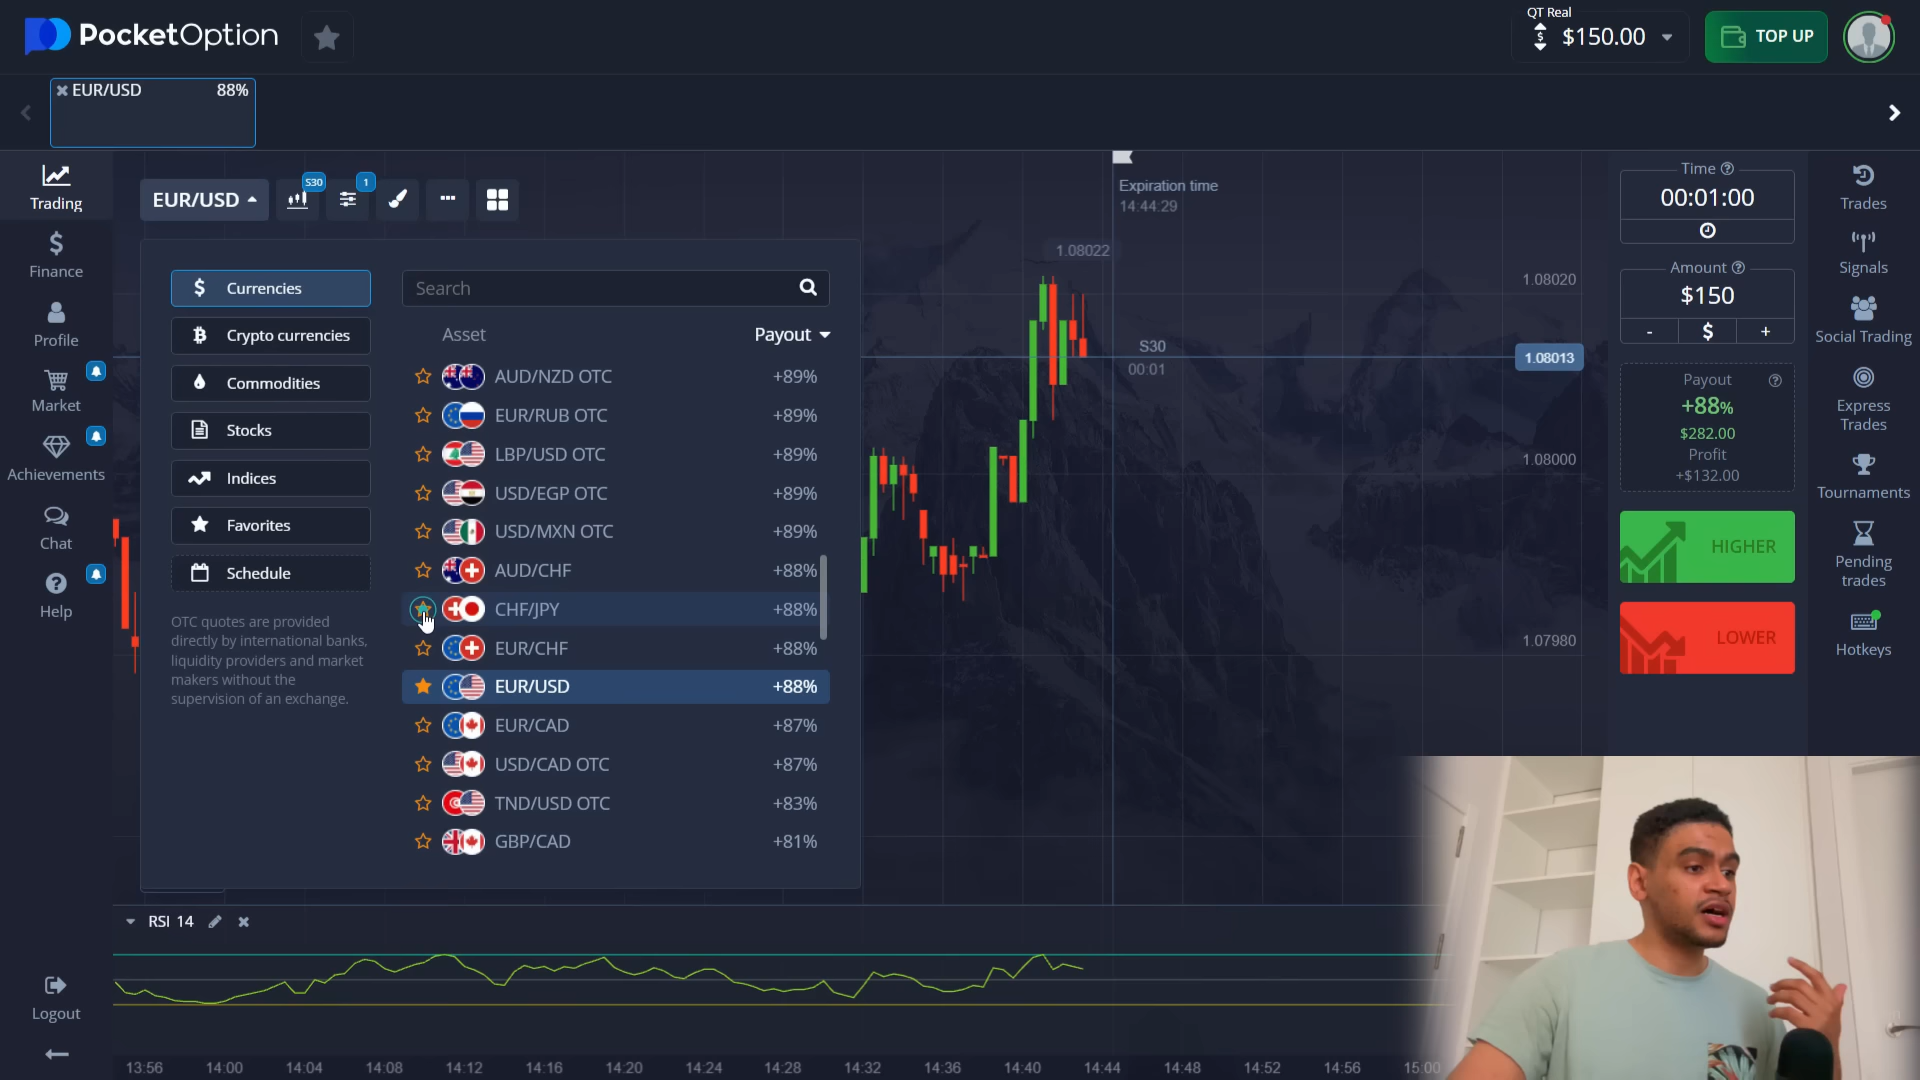 PocketOption
QT Real
$150.00
TOP UP
EUR/USD 88%
Trading
Finance
Profile
Market
Achievements
Chat
Help
Logout
EUR/USD
S30
1
Currencies
Crypto currencies
Commodities
Stocks
Indices
Favorites
Schedule
OTC quotes are provided
directly by international banks,
liquidity providers and market
makers without the
supervision of an exchange.
Search
Asset Payout
AUD/NZD OTC +89%
EUR/RUB OTC +89%
LBP/USD OTC +89%
USD/EGP OTC +89%
USD/MXN OTC +89%
AUD/CHF +88%
CHF/JPY +88%
EUR/CHF +88%
EUR/USD +88%
EUR/CAD +87%
USD/CAD OTC +87%
TND/USD OTC +83%
GBP/CAD +81%
Expiration time
14:44:29
1.08022
S30
00:01
1.08020
1.08013
1.08000
1.07980
Time
00:01:00
Amount
$150
- $ +
Payout
+88%
$282.00
Profit
+$132.00
HIGHER
LOWER
Trades
Signals
Social Trading
Express
Trades
Tournaments
Pending
trades
Hotkeys
RSI 14
13:56 14:00 14:04 14:08 14:12 14:16 14:20 14:24 14:28 14:32 14:36 14:40 14:44 14:48 14:52 14:56 15:00